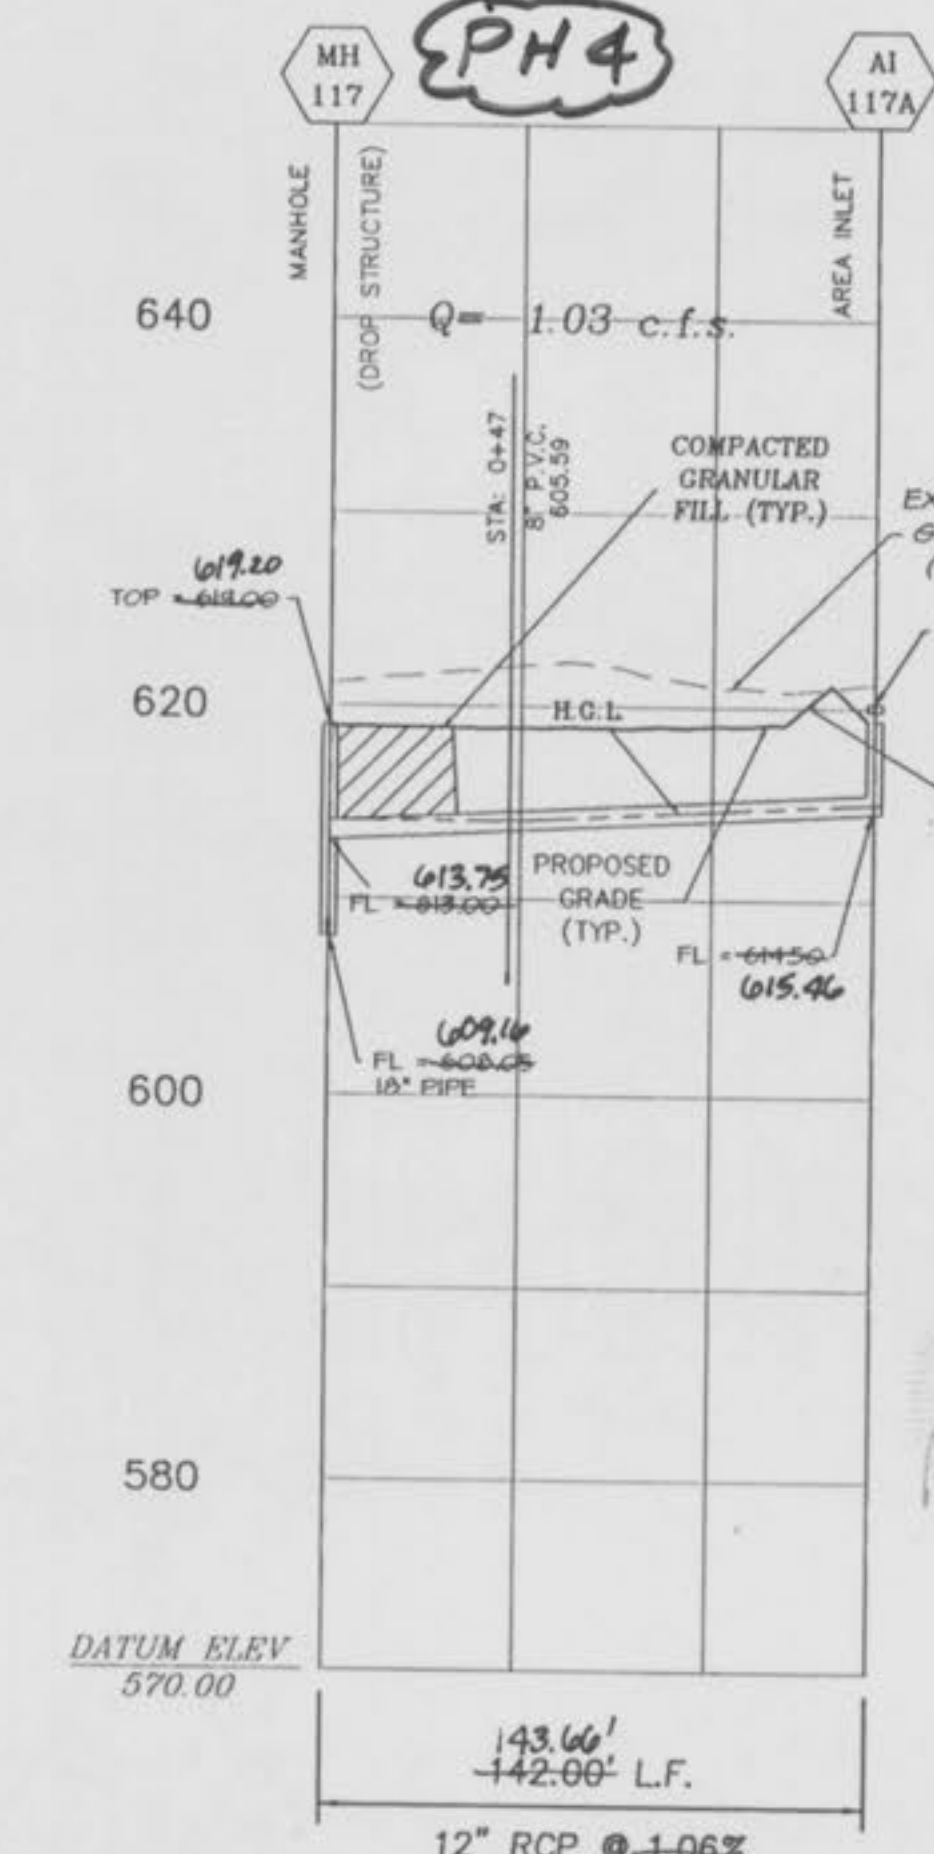 PH 4
MH
117
AI
117A
MANHOLE
(DROP STRUCTURE)
AREA INLET
640
Q= 1.03 c.f.s.
STA: 0+47
8" P.V.C.
605.59
COMPACTED
GRANULAR
FILL (TYP.)
EX
G
(
619.20
TOP = 619.00
620
H.G.L.
613.75
FL = 613.00
PROPOSED
GRADE
(TYP.)
FL = 614.50
615.46
609.16
FL = 608.05
18" PIPE
600
580
DATUM ELEV
570.00
143.66'
142.00' L.F.
12" RCP @ 1.06%